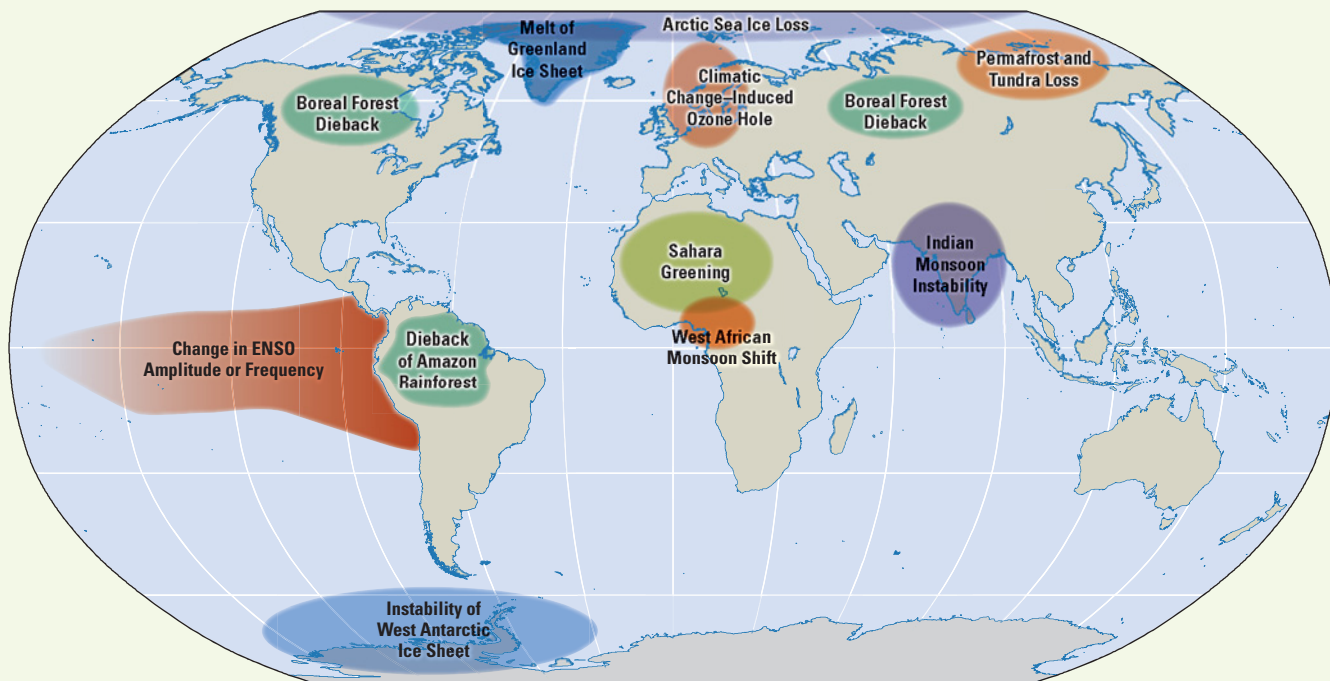 Arctic Sea Ice Loss
Melt of
Greenland
Ice Sheet
Climatic
Change–Induced
Ozone Hole
Permafrost and
Tundra Loss
Boreal Forest
Dieback
Boreal Forest
Dieback
Sahara
Greening
Indian
Monsoon
Instability
West African
Monsoon Shift
Change in ENSO
Amplitude or Frequency
Dieback
of Amazon
Rainforest
Instability of
West Antarctic
Ice Sheet